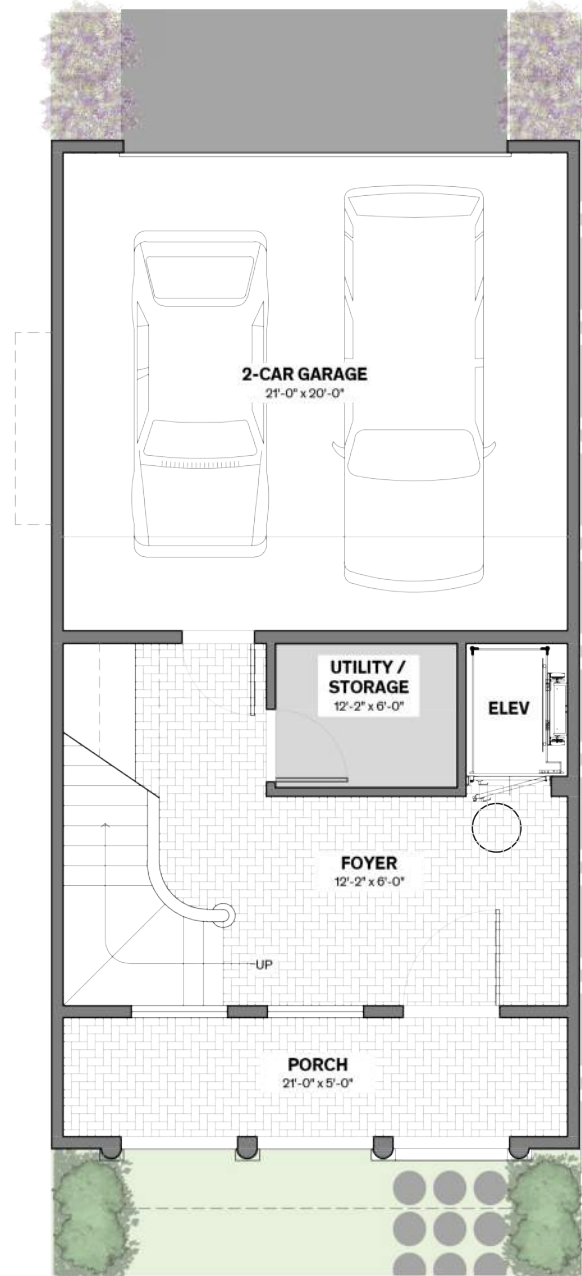 2-CAR GARAGE
21'-0" x 20'-0"
UTILITY /
STORAGE
12'-2" x 6'-0"
ELEV
FOYER
12'-2" x 6'-0"
UP
PORCH
21'-0" x 5'-0"